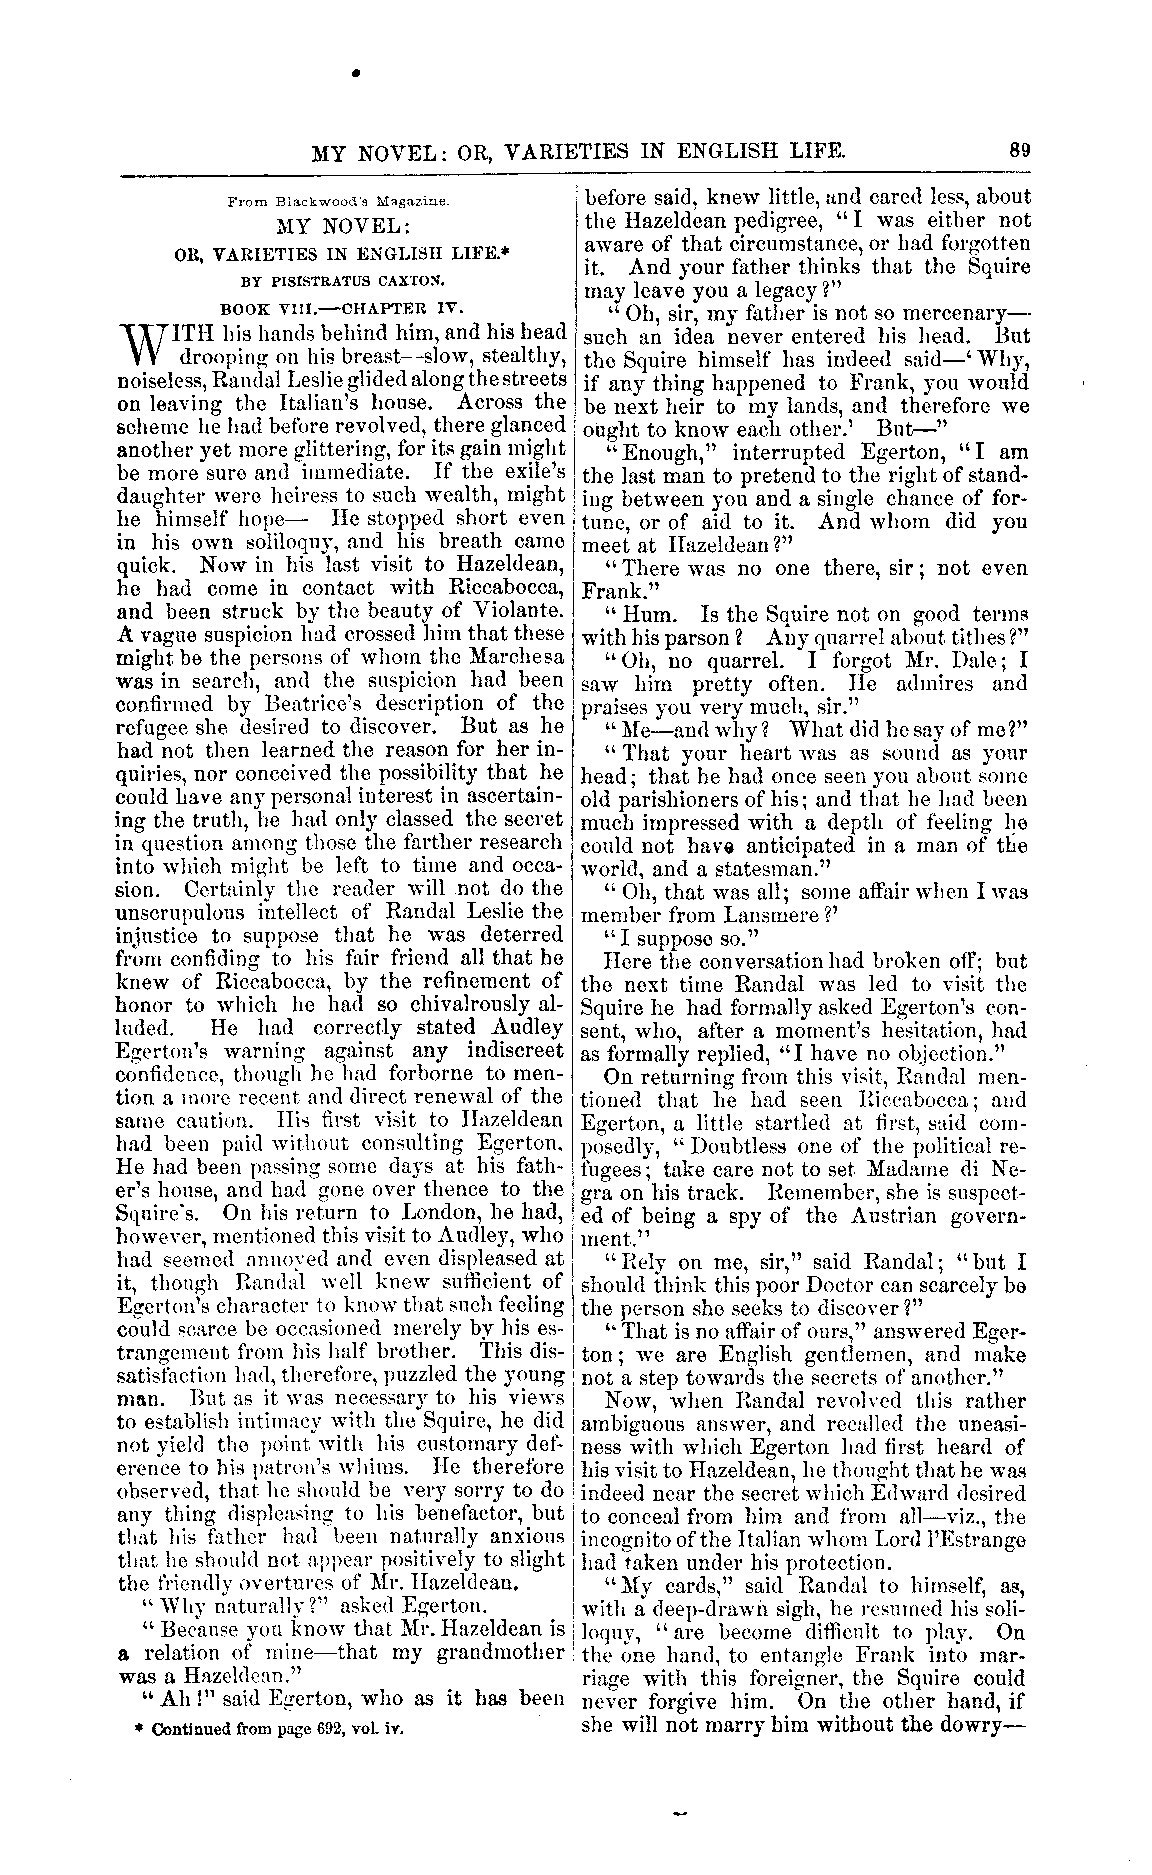 MY NOVEL: OR, VARIETIES IN ENGLISH LIFE. 89
From Blackwood's Magazine.
MY NOVEL:
OR, VARIETIES IN ENGLISH LIFE.*
BY PISISTRATUS CAXTON.
BOOK VIII.—CHAPTER IV.
WITH his hands behind him, and his head
drooping on his breast--slow, stealthy,
noiseless, Randal Leslie glided along the streets
on leaving the Italian's house. Across the
scheme he had before revolved, there glanced
another yet more glittering, for its gain might
be more sure and immediate. If the exile's
daughter were heiress to such wealth, might
he himself hope— He stopped short even
in his own soliloquy, and his breath came
quick. Now in his last visit to Hazeldean,
he had come in contact with Riccabocca,
and been struck by the beauty of Violante.
A vague suspicion had crossed him that these
might be the persons of whom the Marchesa
was in search, and the suspicion had been
confirmed by Beatrice's description of the
refugee she desired to discover. But as he
had not then learned the reason for her in-
quiries, nor conceived the possibility that he
could have any personal interest in ascertain-
ing the truth, he had only classed the secret
in question among those the farther research
into which might be left to time and occa-
sion. Certainly the reader will not do the
unscrupulous intellect of Randal Leslie the
injustice to suppose that he was deterred
from confiding to his fair friend all that he
knew of Riccabocca, by the refinement of
honor to which he had so chivalrously al-
luded. He had correctly stated Audley
Egerton's warning against any indiscreet
confidence, though he had forborne to men-
tion a more recent and direct renewal of the
same caution. His first visit to Hazeldean
had been paid without consulting Egerton.
He had been passing some days at his fath-
er's house, and had gone over thence to the
Squire's. On his return to London, he had,
however, mentioned this visit to Audley, who
had seemed annoyed and even displeased at
it, though Randal well knew sufficient of
Egerton's character to know that such feeling
could scarce be occasioned merely by his es-
trangement from his half brother. This dis-
satisfaction had, therefore, puzzled the young
man. But as it was necessary to his views
to establish intimacy with the Squire, he did
not yield the point with his customary def-
erence to his patron's whims. He therefore
observed, that he should be very sorry to do
any thing displeasing to his benefactor, but
that his father had been naturally anxious
that he should not appear positively to slight
the friendly overtures of Mr. Hazeldean.
"Why naturally?" asked Egerton.
"Because you know that Mr. Hazeldean is
a relation of mine—that my grandmother
was a Hazeldean."
"Ah!" said Egerton, who as it has been
* Continued from page 692, vol. iv.
before said, knew little, and cared less, about
the Hazeldean pedigree, "I was either not
aware of that circumstance, or had forgotten
it. And your father thinks that the Squire
may leave you a legacy?"
"Oh, sir, my father is not so mercenary—
such an idea never entered his head. But
the Squire himself has indeed said—'Why,
if any thing happened to Frank, you would
be next heir to my lands, and therefore we
ought to know each other.' But—"
"Enough," interrupted Egerton, "I am
the last man to pretend to the right of stand-
ing between you and a single chance of for-
tune, or of aid to it. And whom did you
meet at Hazeldean?"
"There was no one there, sir; not even
Frank."
"Hum. Is the Squire not on good terms
with his parson? Any quarrel about tithes?"
"Oh, no quarrel. I forgot Mr. Dale; I
saw him pretty often. He admires and
praises you very much, sir."
"Me—and why? What did he say of me?"
"That your heart was as sound as your
head; that he had once seen you about some
old parishioners of his; and that he had been
much impressed with a depth of feeling he
could not have anticipated in a man of the
world, and a statesman."
"Oh, that was all; some affair when I was
member from Lansmere?'
"I suppose so."
Here the conversation had broken off; but
the next time Randal was led to visit the
Squire he had formally asked Egerton's con-
sent, who, after a moment's hesitation, had
as formally replied, "I have no objection."
On returning from this visit, Randal men-
tioned that he had seen Riccabocca; and
Egerton, a little startled at first, said com-
posedly, "Doubtless one of the political re-
fugees; take care not to set Madame di Ne-
gra on his track. Remember, she is suspect-
ed of being a spy of the Austrian govern-
ment."
"Rely on me, sir," said Randal; "but I
should think this poor Doctor can scarcely be
the person she seeks to discover?"
"That is no affair of ours," answered Eger-
ton; we are English gentlemen, and make
not a step towards the secrets of another."
Now, when Randal revolved this rather
ambiguous answer, and recalled the uneasi-
ness with which Egerton had first heard of
his visit to Hazeldean, he thought that he was
indeed near the secret which Edward desired
to conceal from him and from all—viz., the
incognito of the Italian whom Lord l'Estrange
had taken under his protection.
"My cards," said Randal to himself, as,
with a deep-drawn sigh, he resumed his soli-
loquy, "are become difficult to play. On
the one hand, to entangle Frank into mar-
riage with this foreigner, the Squire could
never forgive him. On the other hand, if
she will not marry him without the dowry—